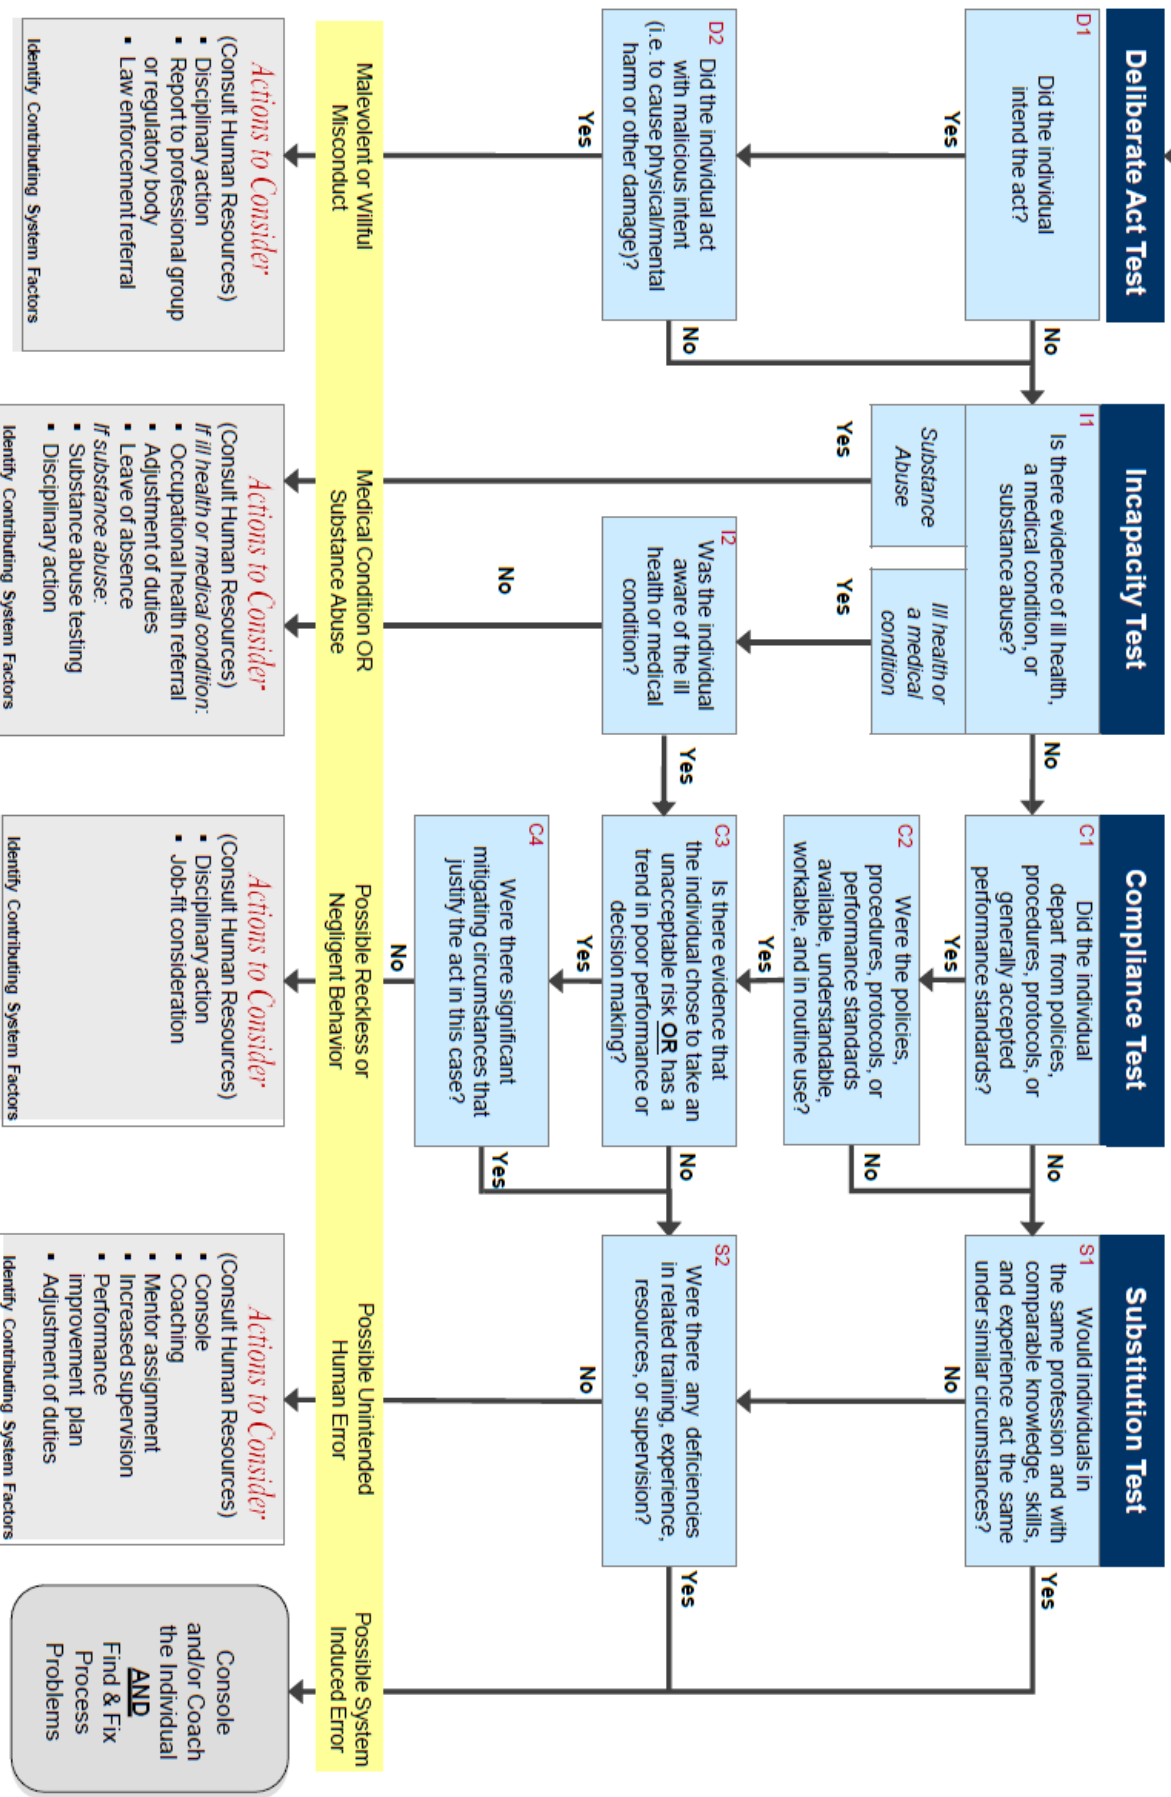 Deliberate Act Test
D1
Did the individual
intend the act?
Yes
No
D2
Did the individual act
with malicious intent
(i.e. to cause physical/mental
harm or other damage)?
Yes
No
Malevolent or Willful
Misconduct
Actions to Consider
(Consult Human Resources)
▪ Disciplinary action
▪ Report to professional group
or regulatory body
▪ Law enforcement referral
Identify Contributing System Factors
Incapacity Test
I1
Is there evidence of ill health,
a medical condition, or
substance abuse?
No
Substance
Abuse
Yes
Ill health or
a medical
condition
Yes
I2
Was the individual
aware of the ill
health or medical
condition?
Yes
No
Medical Condition OR
Substance Abuse
Actions to Consider
(Consult Human Resources)
If ill health or medical condition:
▪ Occupational health referral
▪ Adjustment of duties
▪ Leave of absence
If substance abuse:
▪ Substance abuse testing
▪ Disciplinary action
Identify Contributing System Factors
Compliance Test
C1
Did the individual
depart from policies,
procedures, protocols, or
generally accepted
performance standards?
Yes
No
C2
Were the policies,
procedures, protocols, or
performance standards
available, understandable,
workable, and in routine use?
Yes
No
C3
Is there evidence that
the individual chose to take an
unacceptable risk OR has a
trend in poor performance or
decision making?
Yes
No
C4
Were there significant
mitigating circumstances that
justify the act in this case?
Yes
No
Possible Reckless or
Negligent Behavior
Actions to Consider
(Consult Human Resources)
▪ Disciplinary action
▪ Job-fit consideration
Identify Contributing System Factors
Substitution Test
S1
Would individuals in
the same profession and with
comparable knowledge, skills,
and experience act the same
under similar circumstances?
Yes
No
S2
Were there any deficiencies
in related training, experience,
resources, or supervision?
Yes
No
Possible Unintended
Human Error
Actions to Consider
(Consult Human Resources)
▪ Console
▪ Coaching
▪ Mentor assignment
▪ Increased supervision
▪ Performance
improvement plan
▪ Adjustment of duties
Identify Contributing System Factors
Possible System
Induced Error
Console
and/or Coach
the Individual
AND
Find & Fix
Process
Problems